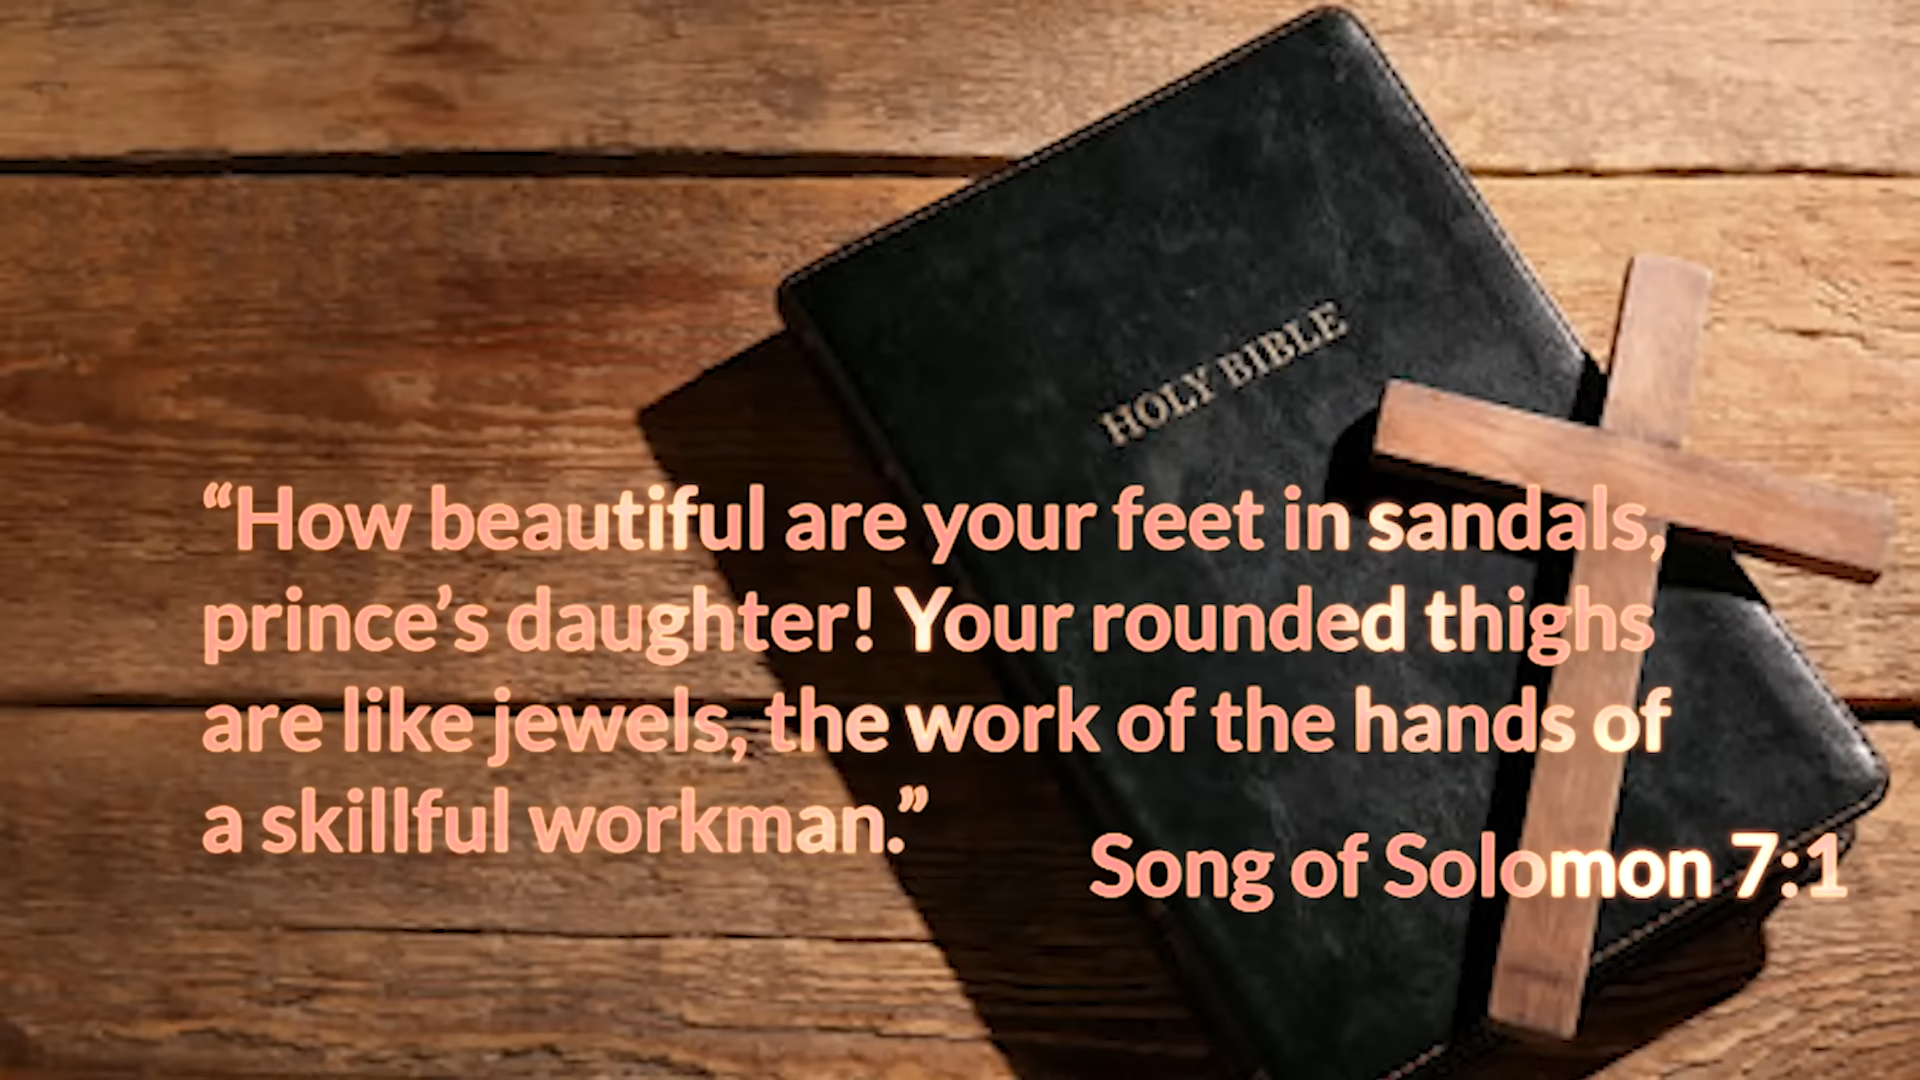 HOLY BIBLE
“How beautiful are your feet in sandals,
prince’s daughter! Your rounded thighs
are like jewels, the work of the hands of
a skillful workman.”
Song of Solomon 7:1